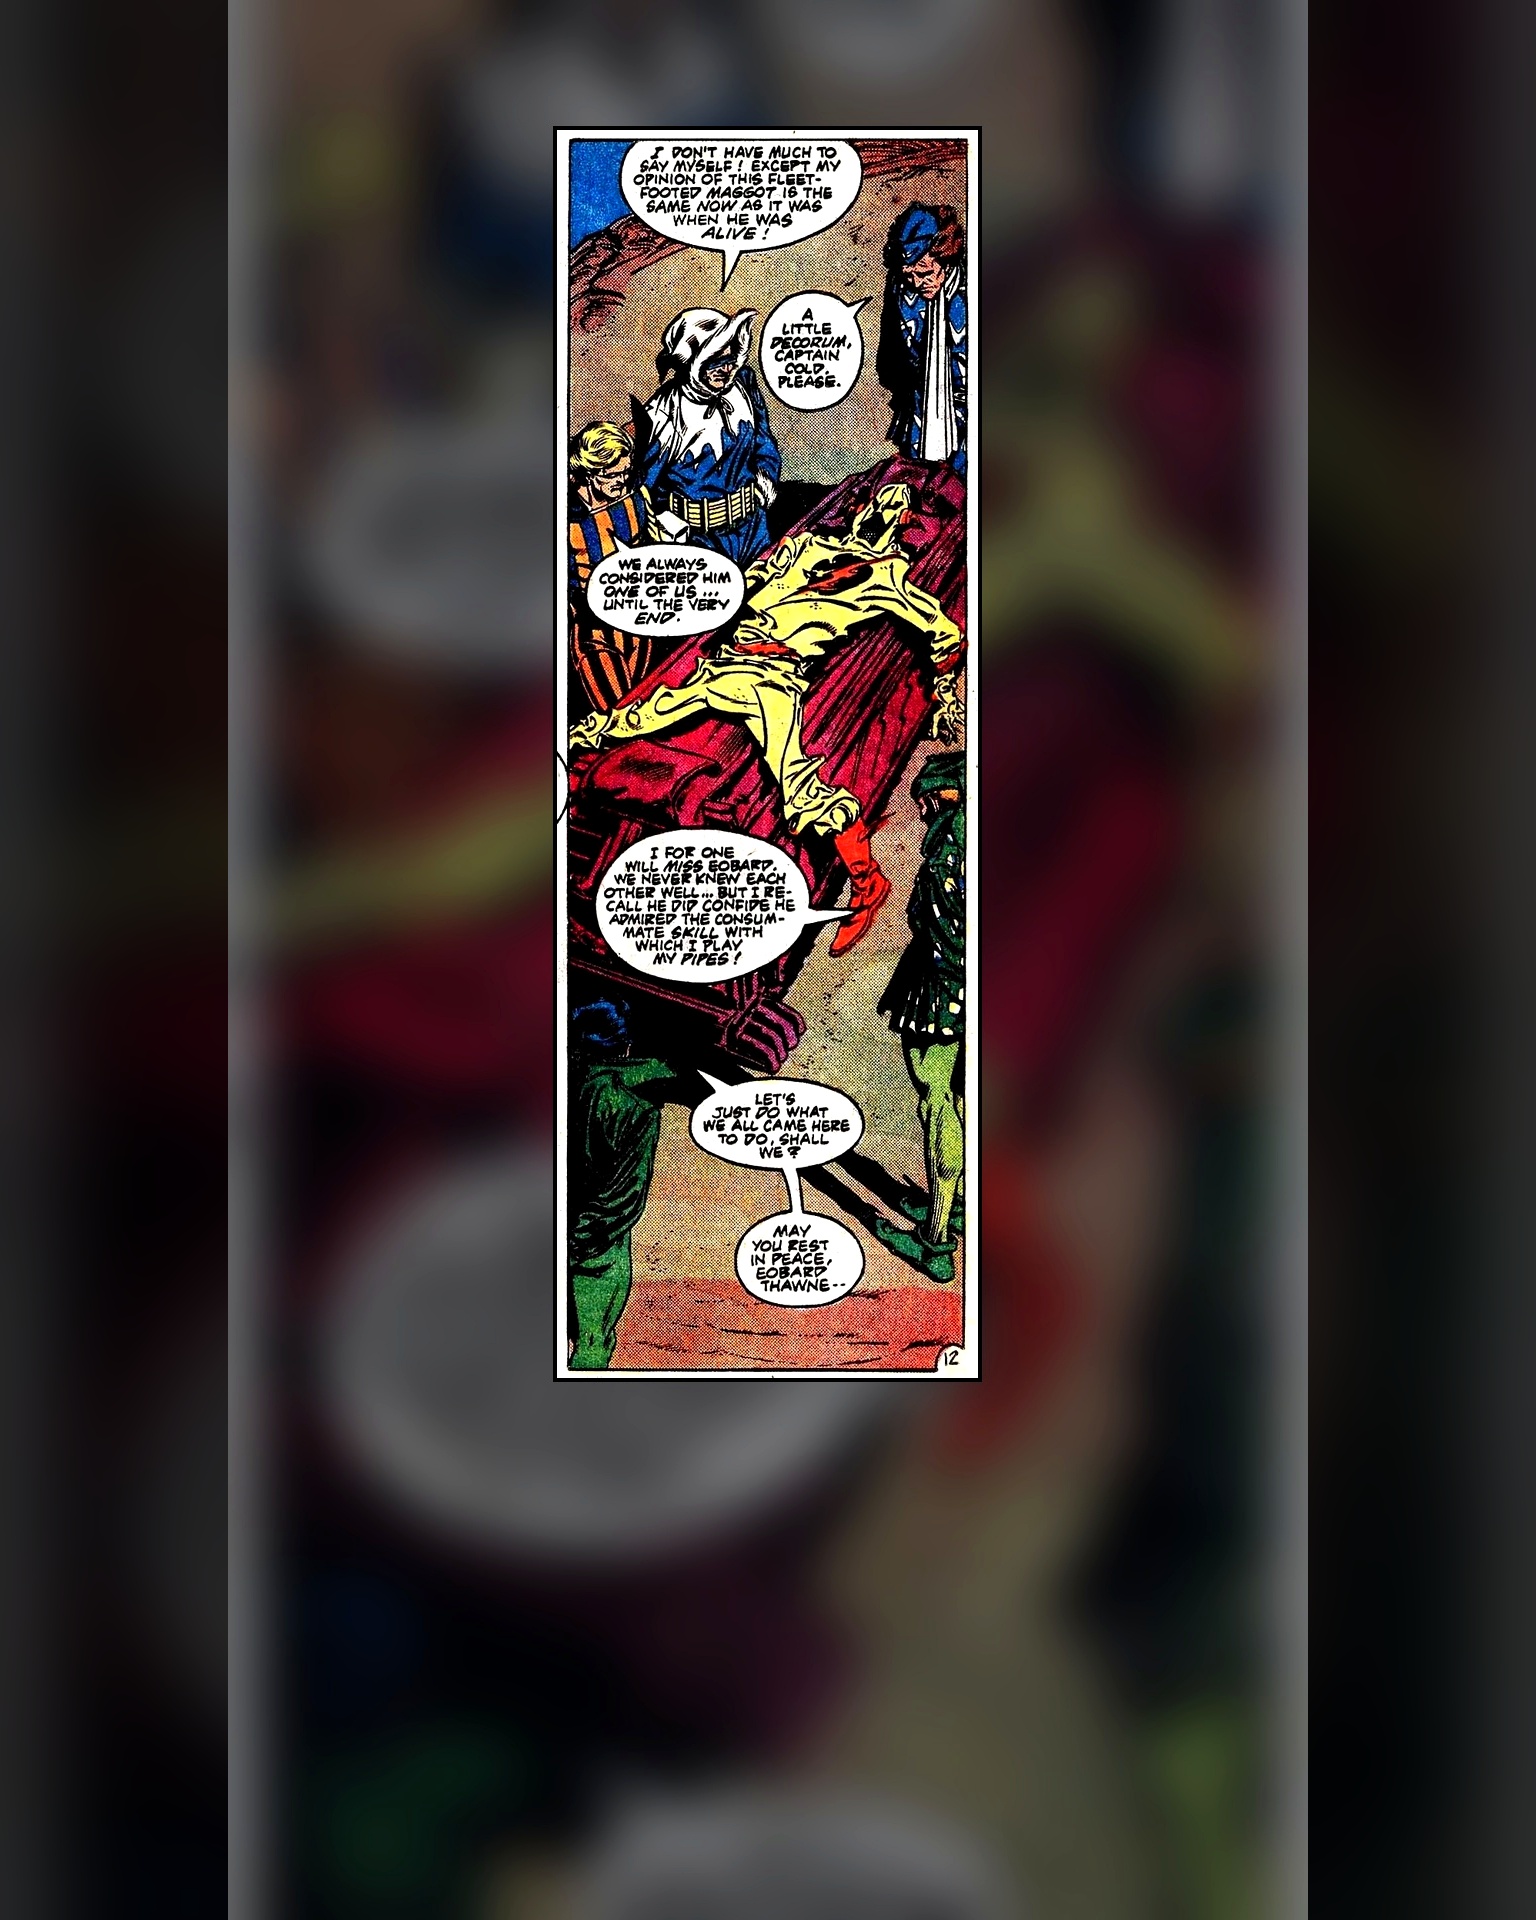 I DON'T HAVE MUCH TO
SAY MYSELF! EXCEPT MY
OPINION OF THIS FLEET-
FOOTED MAGGOT IS THE
SAME NOW AS IT WAS
WHEN HE WAS
ALIVE!
A
LITTLE
DECORUM,
CAPTAIN
COLD.
PLEASE.
WE ALWAYS
CONSIDERED HIM
ONE OF US...
UNTIL THE VERY
END.
I FOR ONE
WILL MISS EOBARD.
WE NEVER KNEW EACH
OTHER WELL... BUT I RE-
CALL HE DID CONFIDE HE
ADMIRED THE CONSUM-
MATE SKILL WITH
WHICH I PLAY
MY PIPES!
LET'S
JUST DO WHAT
WE ALL CAME HERE
TO DO, SHALL
WE?
MAY
YOU REST
IN PEACE,
EOBARD
THAWNE--
12